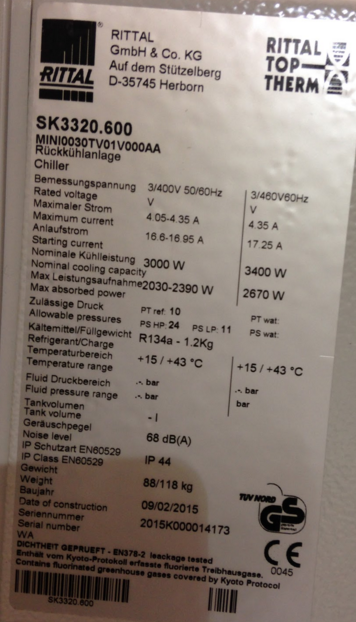 RITTAL
RITTAL
GmbH & Co. KG
Auf dem Stützelberg
D-35745 Herborn
RITTAL
TOP
THERM
SK3320.600
MINI0030TV01V000AA
Rückkühlanlage
Chiller
Bemessungspannung 3/400V 50/60Hz 3/460V60Hz
Rated voltage V V
Maximaler Strom
Maximum current 4.05-4.35 A 4.35 A
Anlaufstrom
Starting current 16.6-16.95 A 17.25 A
Nominale Kühlleistung
Nominal cooling capacity 3000 W 3400 W
Max Leistungsaufnahme 2030-2390 W 2670 W
Max absorbed power
Zulässige Druck PT ref: 10 PT wat:
Allowable pressures PS HP: 24 PS LP: 11 PS wat:
Kältemittel/Füllgewicht
Refrigerant/Charge R134a - 1.2Kg
Temperaturbereich
Temperature range +15 / +43 °C +15 / +43 °C
Fluid Druckbereich .-. bar .-. bar
Fluid pressure range .-. bar bar
Tankvolumen
Tank volume - l
Geräuschpegel
Noise level 68 dB(A)
IP Schutzart EN60529
IP Class EN60529 IP 44
Gewicht
Weight 88/118 kg
Baujahr
Date of construction 09/02/2015
Seriennummer
Serial number 2015K000014173
WA
TUV NORD
GS
CE
0045
DICHTHEIT GEPRUEFT - EN378-2 leackage tested
Enthält vom Kyoto-Protokoll erfasste fluorierte Treibhausgase.
Contains fluorinated greenhouse gases covered by Kyoto Protocol
SK3320.600